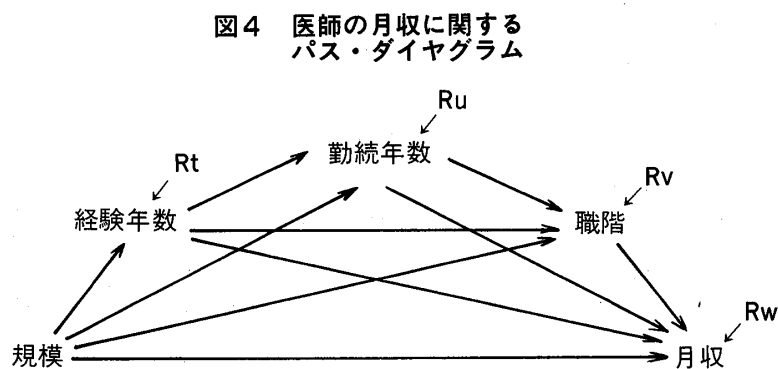 図4 医師の月収に関する
パス・ダイヤグラム
Ru
勤続年数
Rt
Rv
経験年数
職階
Rw
規模
月収